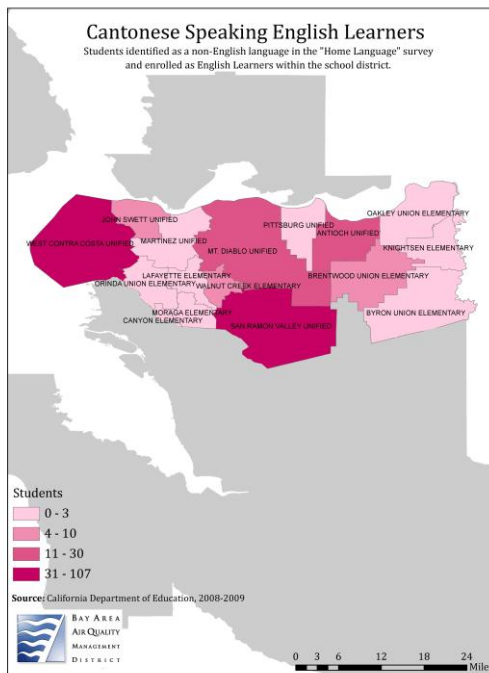 Cantonese Speaking English Learners
Students identified as a non-English language in the "Home Language" survey
and enrolled as English Learners within the school district.
JOHN SWETT UNIFIED
OAKLEY UNION ELEMENTARY
PITTSBURG UNIFIED
ANTIOCH UNIFIED
WEST CONTRA COSTA UNIFIED
MARTINEZ UNIFIED
MT. DIABLO UNIFIED
KNIGHTSEN ELEMENTARY
LAFAYETTE ELEMENTARY
BRENTWOOD UNION ELEMENTARY
ORINDA UNION ELEMENTARY
WALNUT CREEK ELEMENTARY
MORAGA ELEMENTARY
BYRON UNION ELEMENTARY
CANYON ELEMENTARY
SAN RAMON VALLEY UNIFIED
Students
0 - 3
4 - 10
11 - 30
31 - 107
Source: California Department of Education, 2008-2009
BAY AREA
AIR QUALITY
MANAGEMENT
DISTRICT
0 3 6 12 18 24
Mile